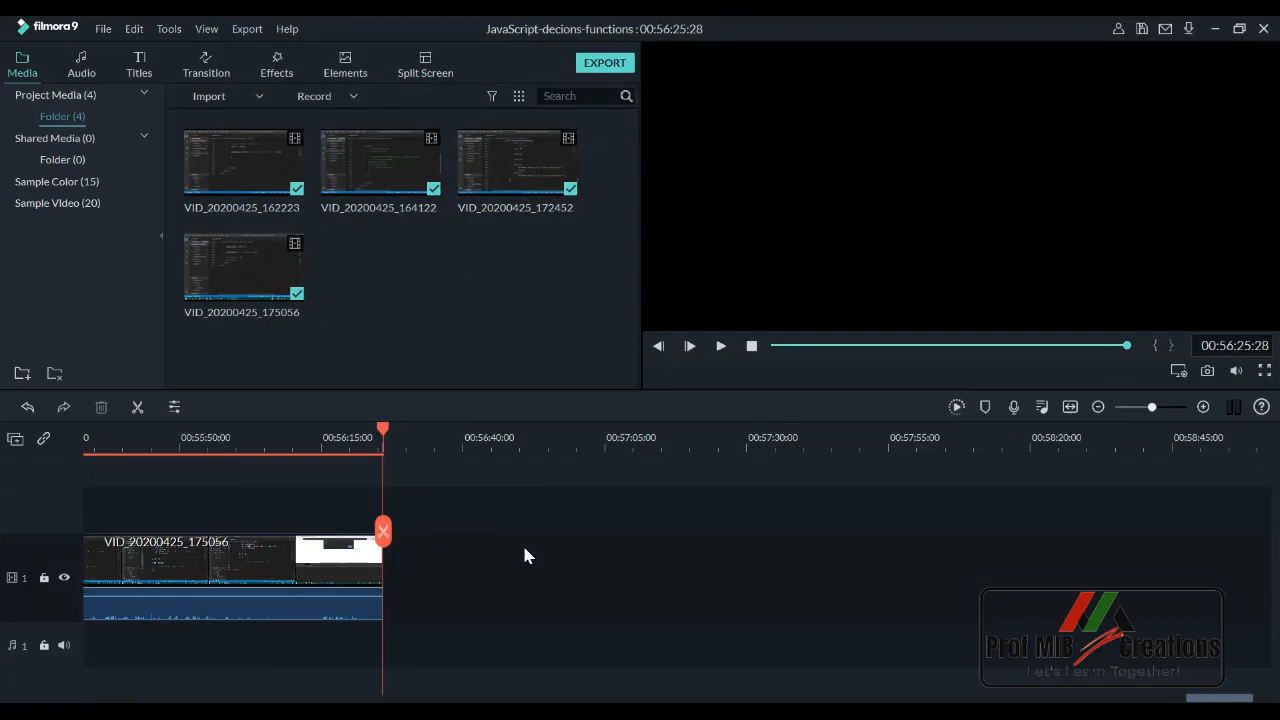 filmora9 File Edit Tools View Export Help JavaScript-decions-functions : 00:56:25:28
Media Audio Titles Transition Effects Elements Split Screen EXPORT
Project Media (4)
Folder (4)
Shared Media (0)
Folder (0)
Sample Color (15)
Sample Video (20)
Import Record Search
VID_20200425_162223 VID_20200425_164122 VID_20200425_172452
VID_20200425_175056
00:56:25:28
0 00:55:50:00 00:56:15:00 00:56:40:00 00:57:05:00 00:57:30:00 00:57:55:00 00:58:20:00 00:58:45:00
VID_20200425_175056
1
1
Prof MIB Creations
Let's Learn Together!